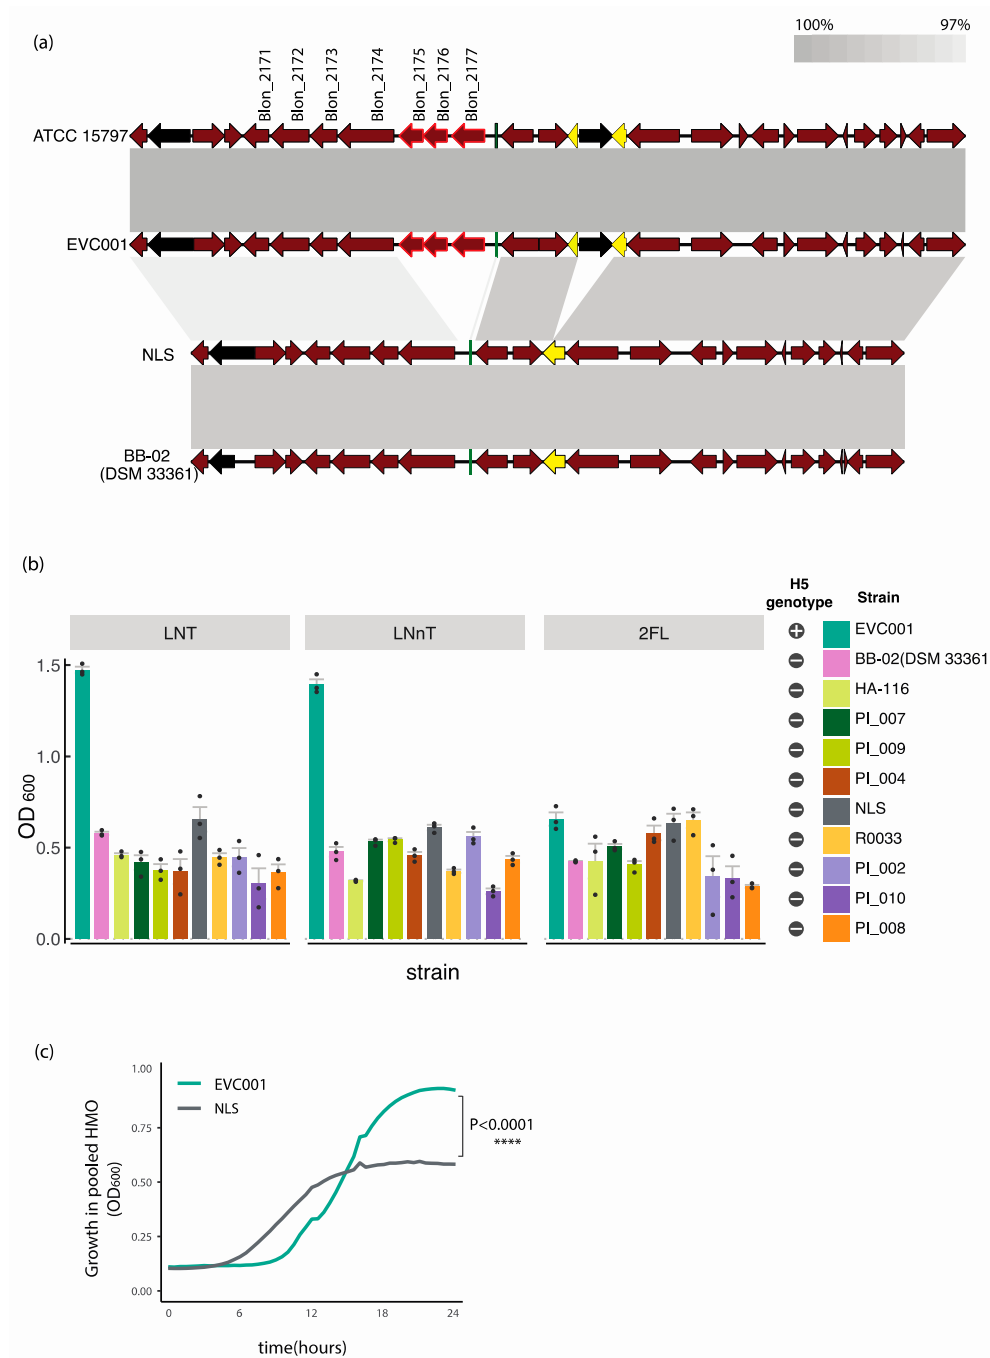 (a)
100%
97%
Blon_2171
Blon_2172
Blon_2173
Blon_2174
Blon_2175
Blon_2176
Blon_2177
ATCC 15797
EVC001
NLS
BB-02
(DSM 33361)
(b)
H5
genotype
Strain
LNT
LNnT
2FL
EVC001
BB-02(DSM 33361
HA-116
PI_007
PI_009
PI_004
NLS
R0033
PI_002
PI_010
PI_008
1.5
1.0
0.5
0.0
OD 600
strain
(c)
1.00
0.75
0.50
0.25
0.00
EVC001
NLS
P<0.0001
****
Growth in pooled HMO
(OD600)
0
6
12
18
24
time(hours)